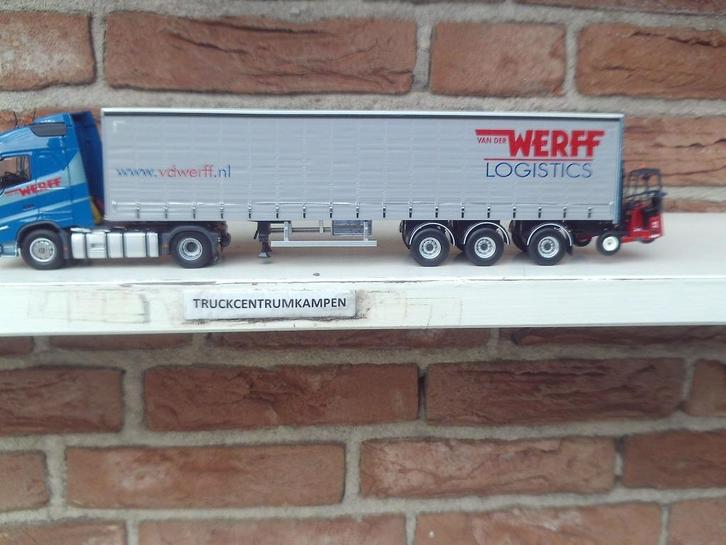 VAN DER WERFF
LOGISTICS
www.vdwerff.nl
WERFF
TRUCKCENTRUMKAMPEN